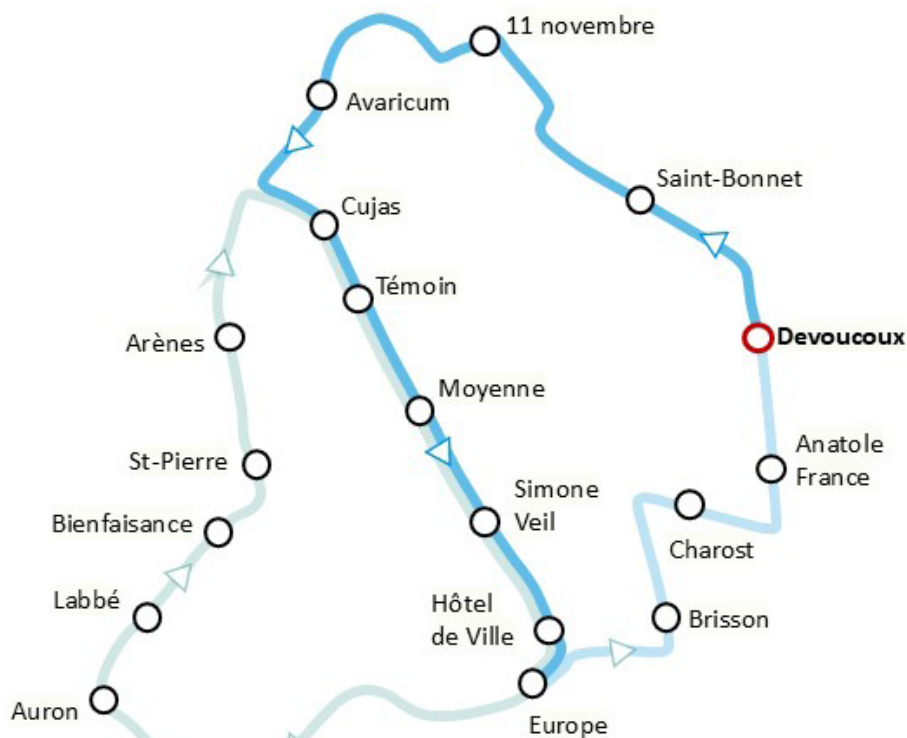 11 novembre
Avaricum
Saint-Bonnet
Cujas
Témoin
Arènes
Devoucoux
Moyenne
St-Pierre
Anatole
France
Simone
Veil
Bienfaisance
Charost
Labbé
Hôtel
de Ville
Brisson
Auron
Europe